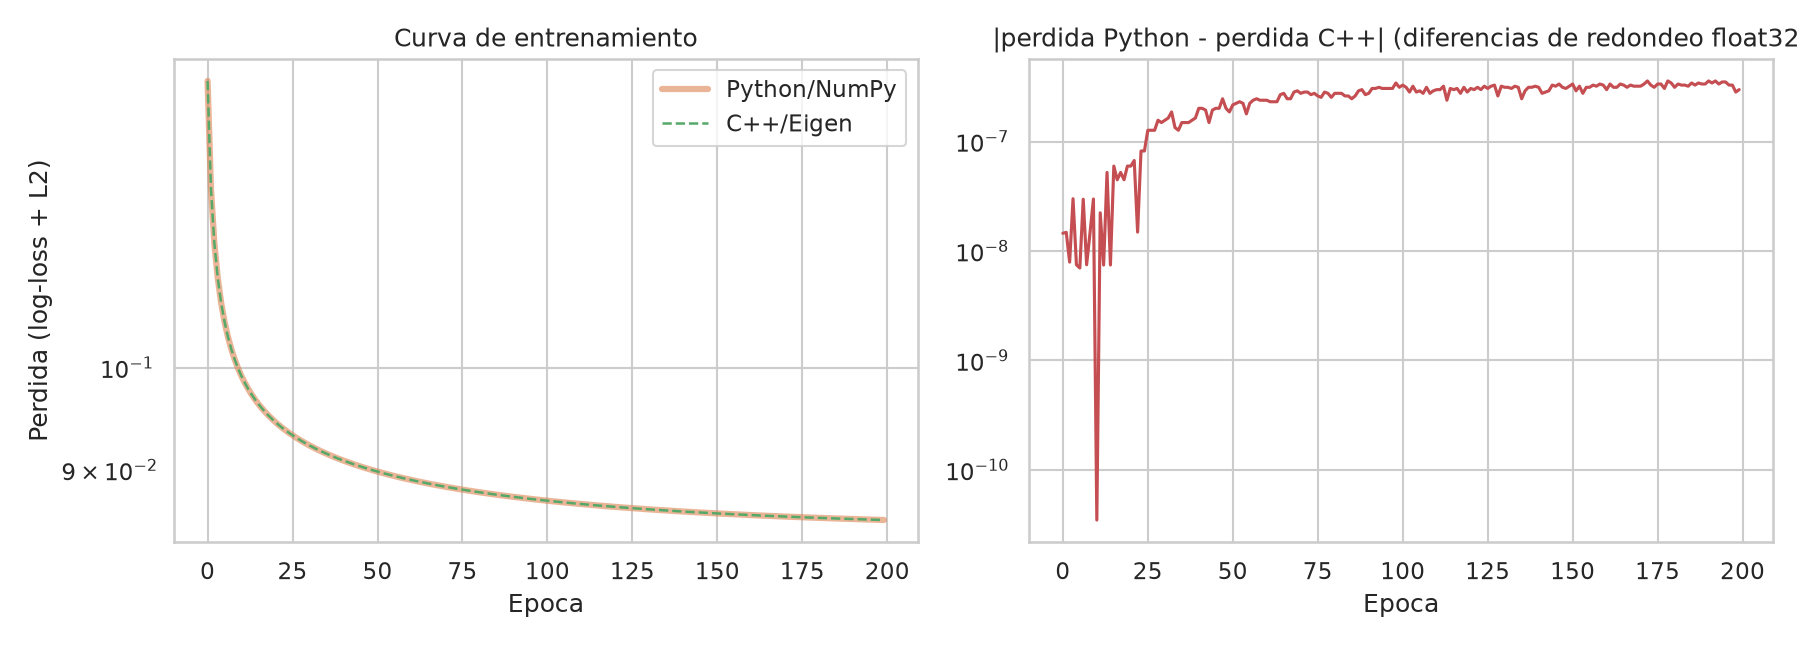 Curva de entrenamiento
Python/NumPy
C++/Eigen
Perdida (log-loss + L2)
10⁻¹
9 × 10⁻²
0 25 50 75 100 125 150 175 200
Epoca
|perdida Python - perdida C++| (diferencias de redondeo float32
10⁻⁷
10⁻⁸
10⁻⁹
10⁻¹⁰
0 25 50 75 100 125 150 175 200
Epoca